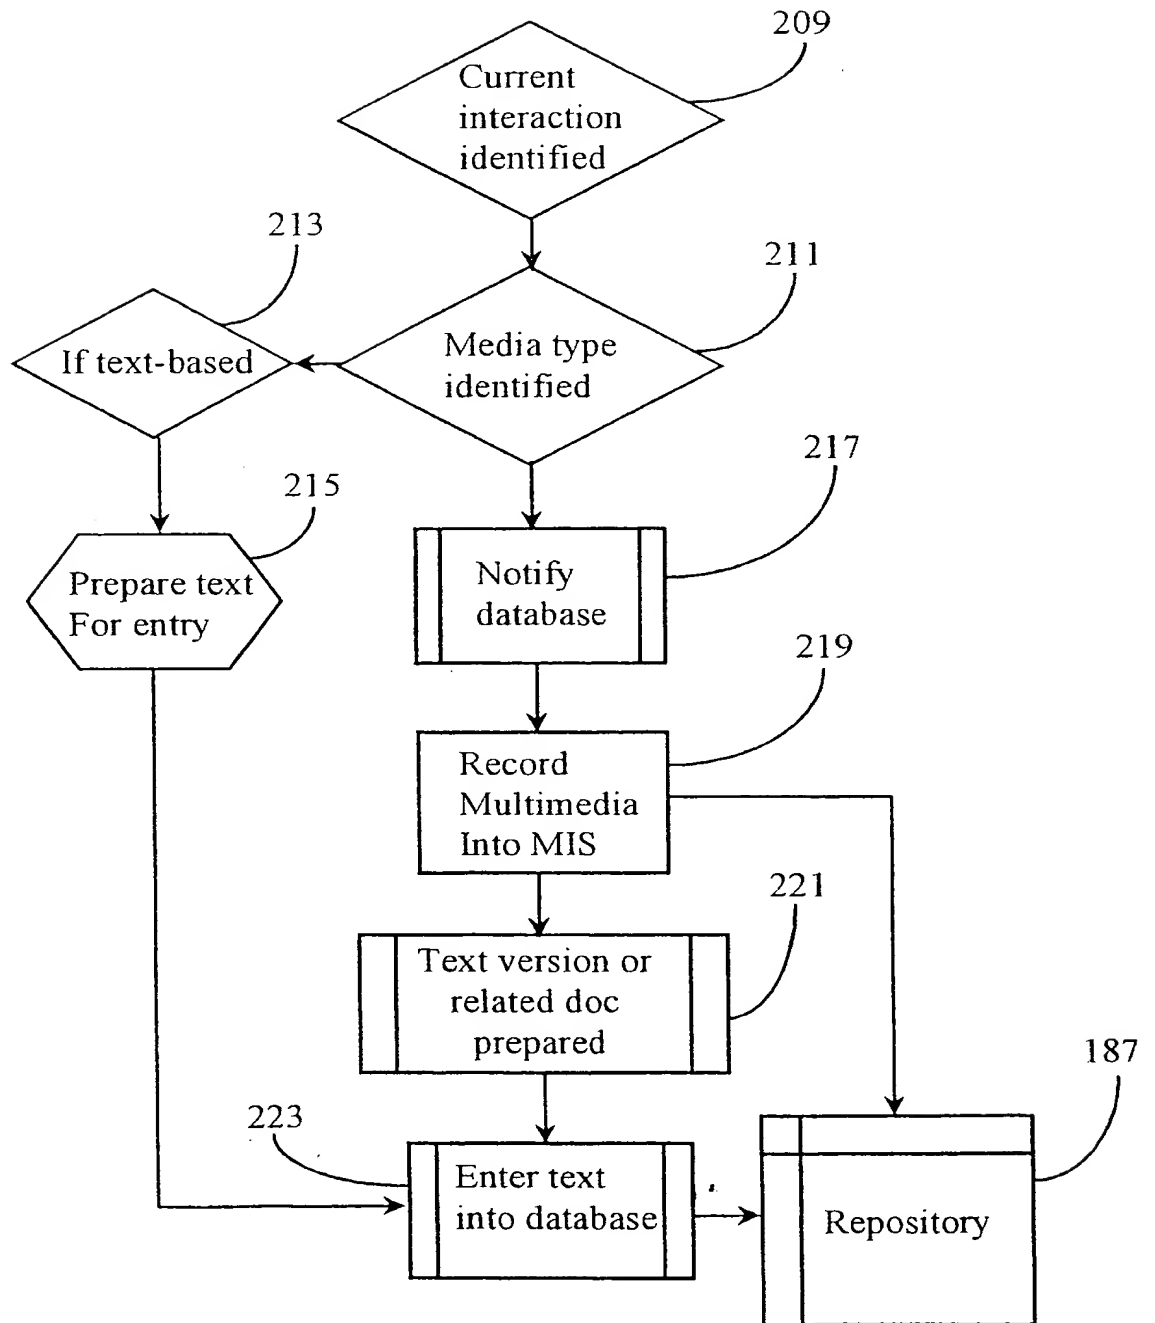 209
Current
interaction
identified
213
211
If text-based
Media type
identified
217
215
Prepare text
For entry
Notify
database
219
Record
Multimedia
Into MIS
221
Text version or
related doc
prepared
187
223
Enter text
into database
Repository